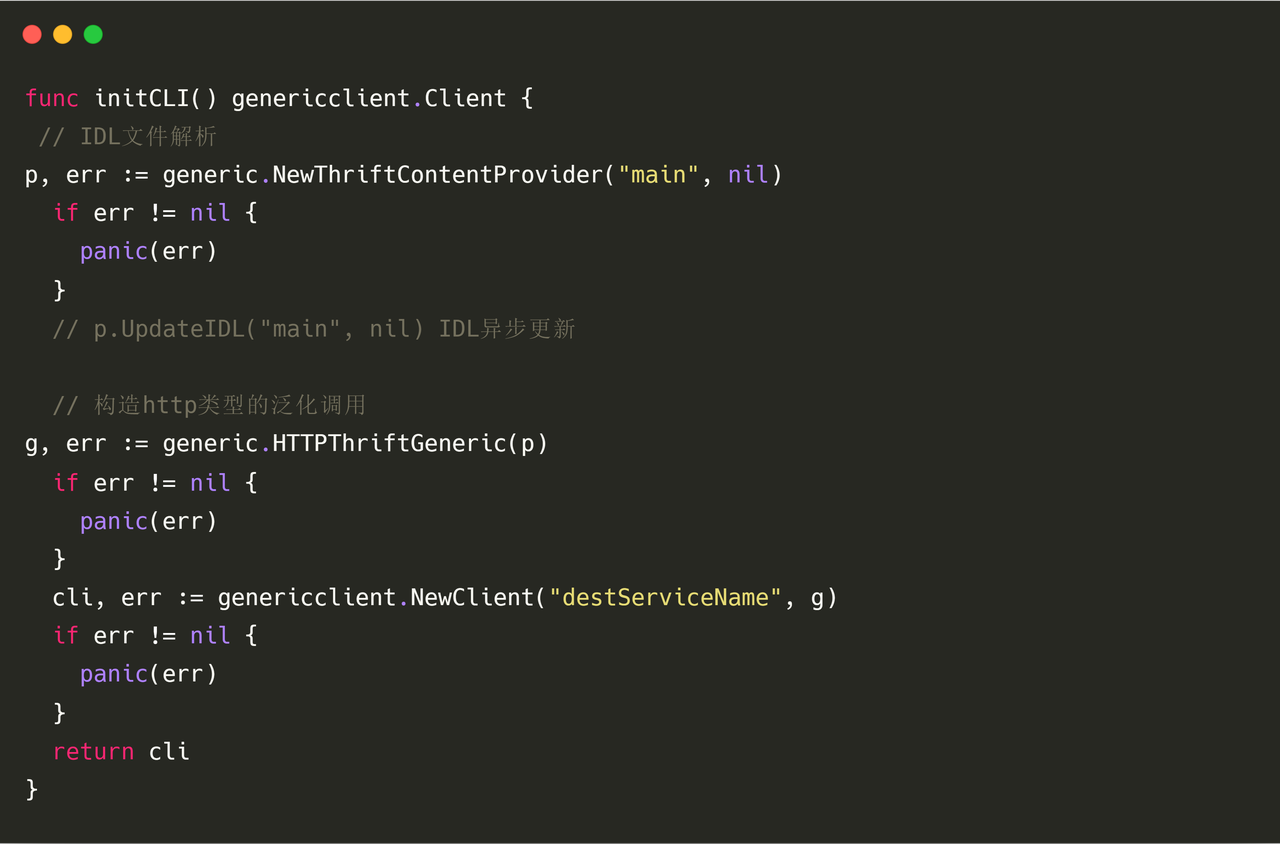 func initCLI() genericclient.Client {
 // IDL文件解析
p, err := generic.NewThriftContentProvider("main", nil)
  if err != nil {
    panic(err)
  }
  // p.UpdateIDL("main", nil) IDL异步更新

  // 构造http类型的泛化调用
g, err := generic.HTTPThriftGeneric(p)
  if err != nil {
    panic(err)
  }
  cli, err := genericclient.NewClient("destServiceName", g)
  if err != nil {
    panic(err)
  }
  return cli
}